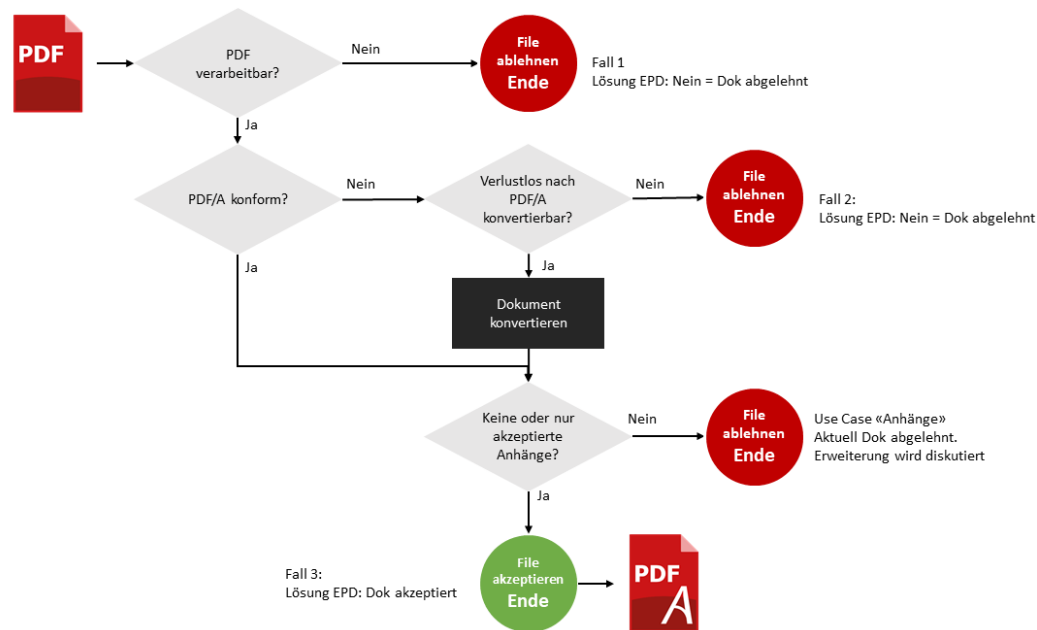 PDF
PDF
verarbeitbar?
Nein
File
ablehnen
Ende
Fall 1
Lösung EPD: Nein = Dok abgelehnt
Ja
PDF/A konform?
Nein
Verlustlos nach
PDF/A
konvertierbar?
Nein
File
ablehnen
Ende
Fall 2:
Lösung EPD: Nein = Dok abgelehnt
Ja
Ja
Dokument
konvertieren
Keine oder nur
akzeptierte
Anhänge?
Nein
File
ablehnen
Ende
Use Case «Anhänge»
Aktuell Dok abgelehnt.
Erweiterung wird diskutiert
Ja
Fall 3:
Lösung EPD: Dok akzeptiert
File
akzeptieren
Ende
PDF
A